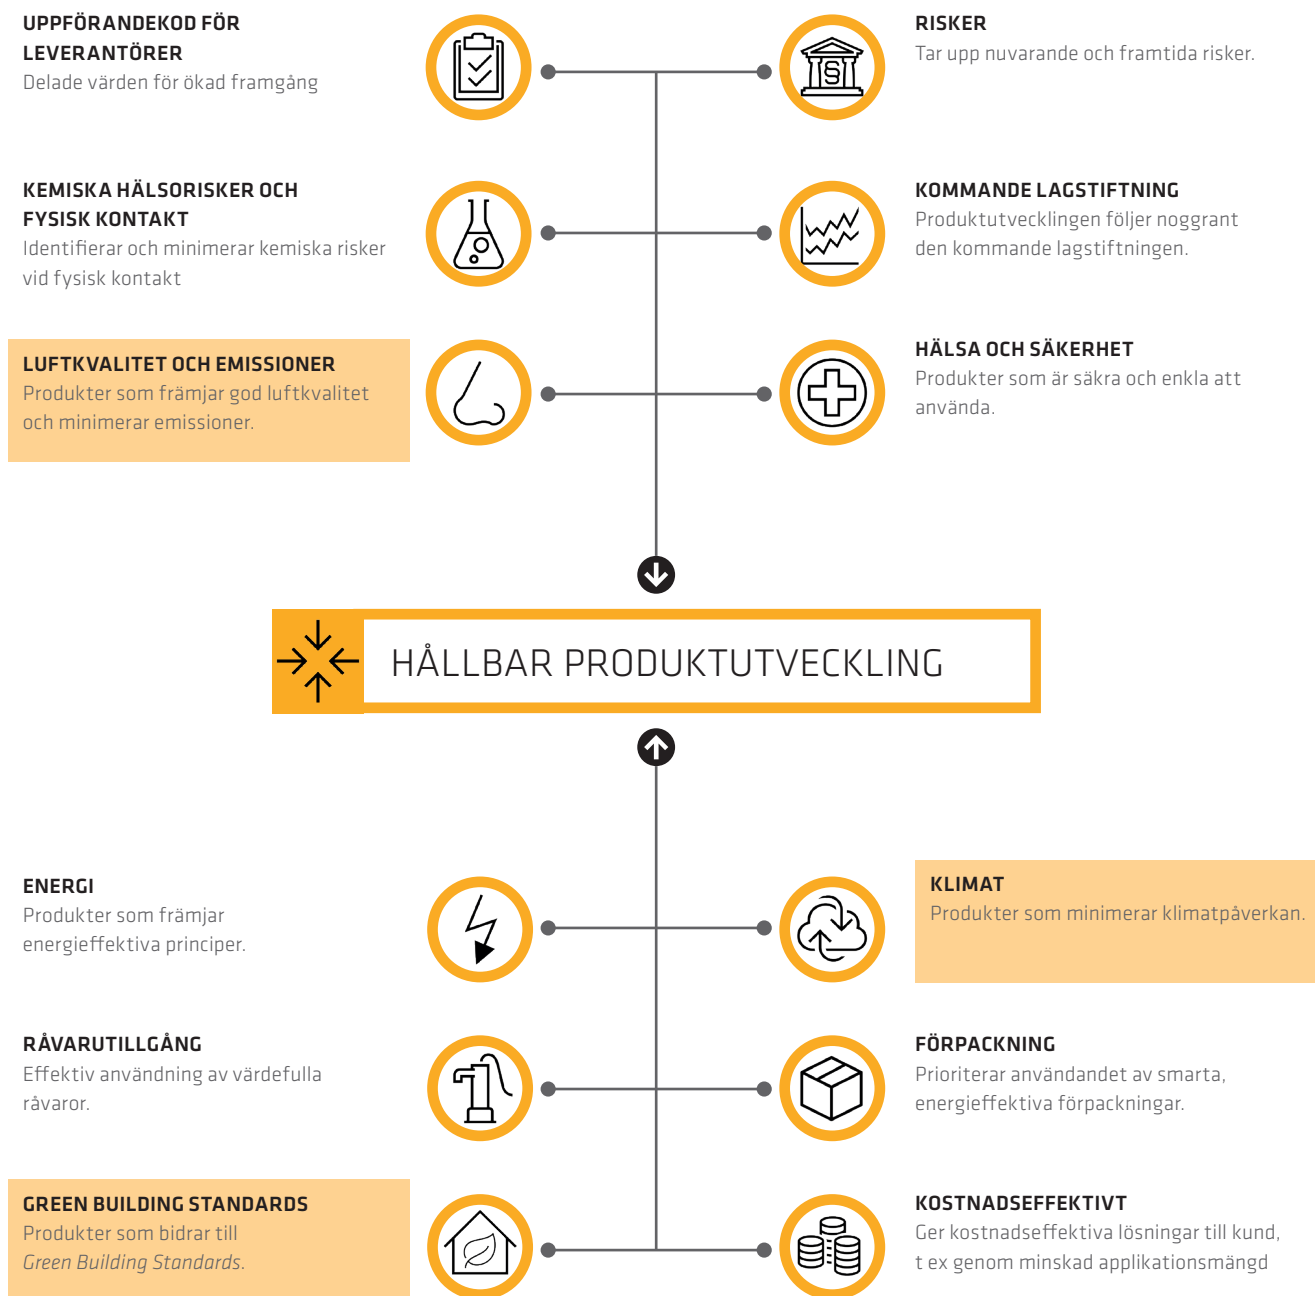 UPPFÖRANDEKOD FÖR
LEVERANTÖRER
Delade värden för ökad framgång
RISKER
Tar upp nuvarande och framtida risker.
KEMISKA HÄLSORISKER OCH
FYSISK KONTAKT
Identifierar och minimerar kemiska risker
vid fysisk kontakt
KOMMANDE LAGSTIFTNING
Produktutvecklingen följer noggrant
den kommande lagstiftningen.
LUFTKVALITET OCH EMISSIONER
Produkter som främjar god luftkvalitet
och minimerar emissioner.
HÄLSA OCH SÄKERHET
Produkter som är säkra och enkla att
använda.
HÅLLBAR PRODUKTUTVECKLING
ENERGI
Produkter som främjar
energieffektiva principer.
KLIMAT
Produkter som minimerar klimatpåverkan.
RÅVARUTILLGÅNG
Effektiv användning av värdefulla
råvaror.
FÖRPACKNING
Prioriterar användandet av smarta,
energieffektiva förpackningar.
GREEN BUILDING STANDARDS
Produkter som bidrar till
Green Building Standards.
KOSTNADSEFFEKTIVT
Ger kostnadseffektiva lösningar till kund,
t ex genom minskad applikationsmängd